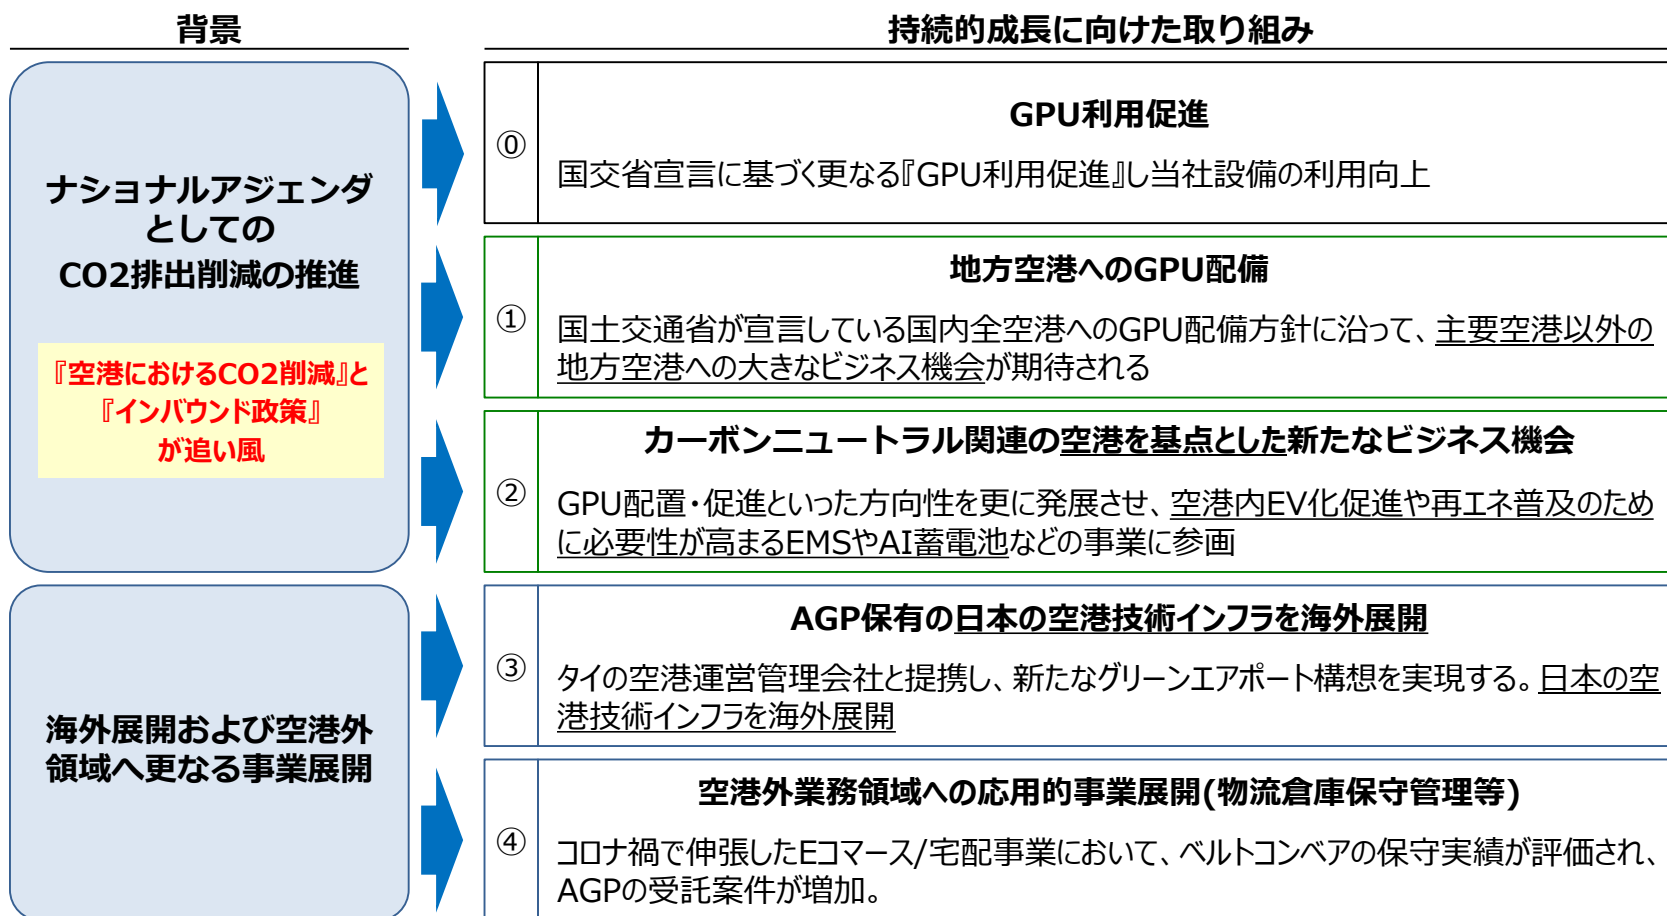 背景
持続的成長に向けた取り組み
ナショナルアジェンダ
としての
CO2排出削減の推進
『空港におけるCO2削減』と
『インバウンド政策』
が追い風
⓪
GPU利用促進
国交省宣言に基づく更なる『GPU利用促進』し当社設備の利用向上
①
地方空港へのGPU配備
国土交通省が宣言している国内全空港へのGPU配備方針に沿って、主要空港以外の
地方空港への大きなビジネス機会が期待される
②
カーボンニュートラル関連の空港を基点とした新たなビジネス機会
GPU配置・促進といった方向性を更に発展させ、空港内EV化促進や再エネ普及のため
に必要性が高まるEMSやAI蓄電池などの事業に参画
海外展開および空港外
領域へ更なる事業展開
③
AGP保有の日本の空港技術インフラを海外展開
タイの空港運営管理会社と提携し、新たなグリーンエアポート構想を実現する。日本の空
港技術インフラを海外展開
④
空港外業務領域への応用的事業展開(物流倉庫保守管理等)
コロナ禍で伸張したEコマース/宅配事業において、ベルトコンベアの保守実績が評価され、
AGPの受託案件が増加。